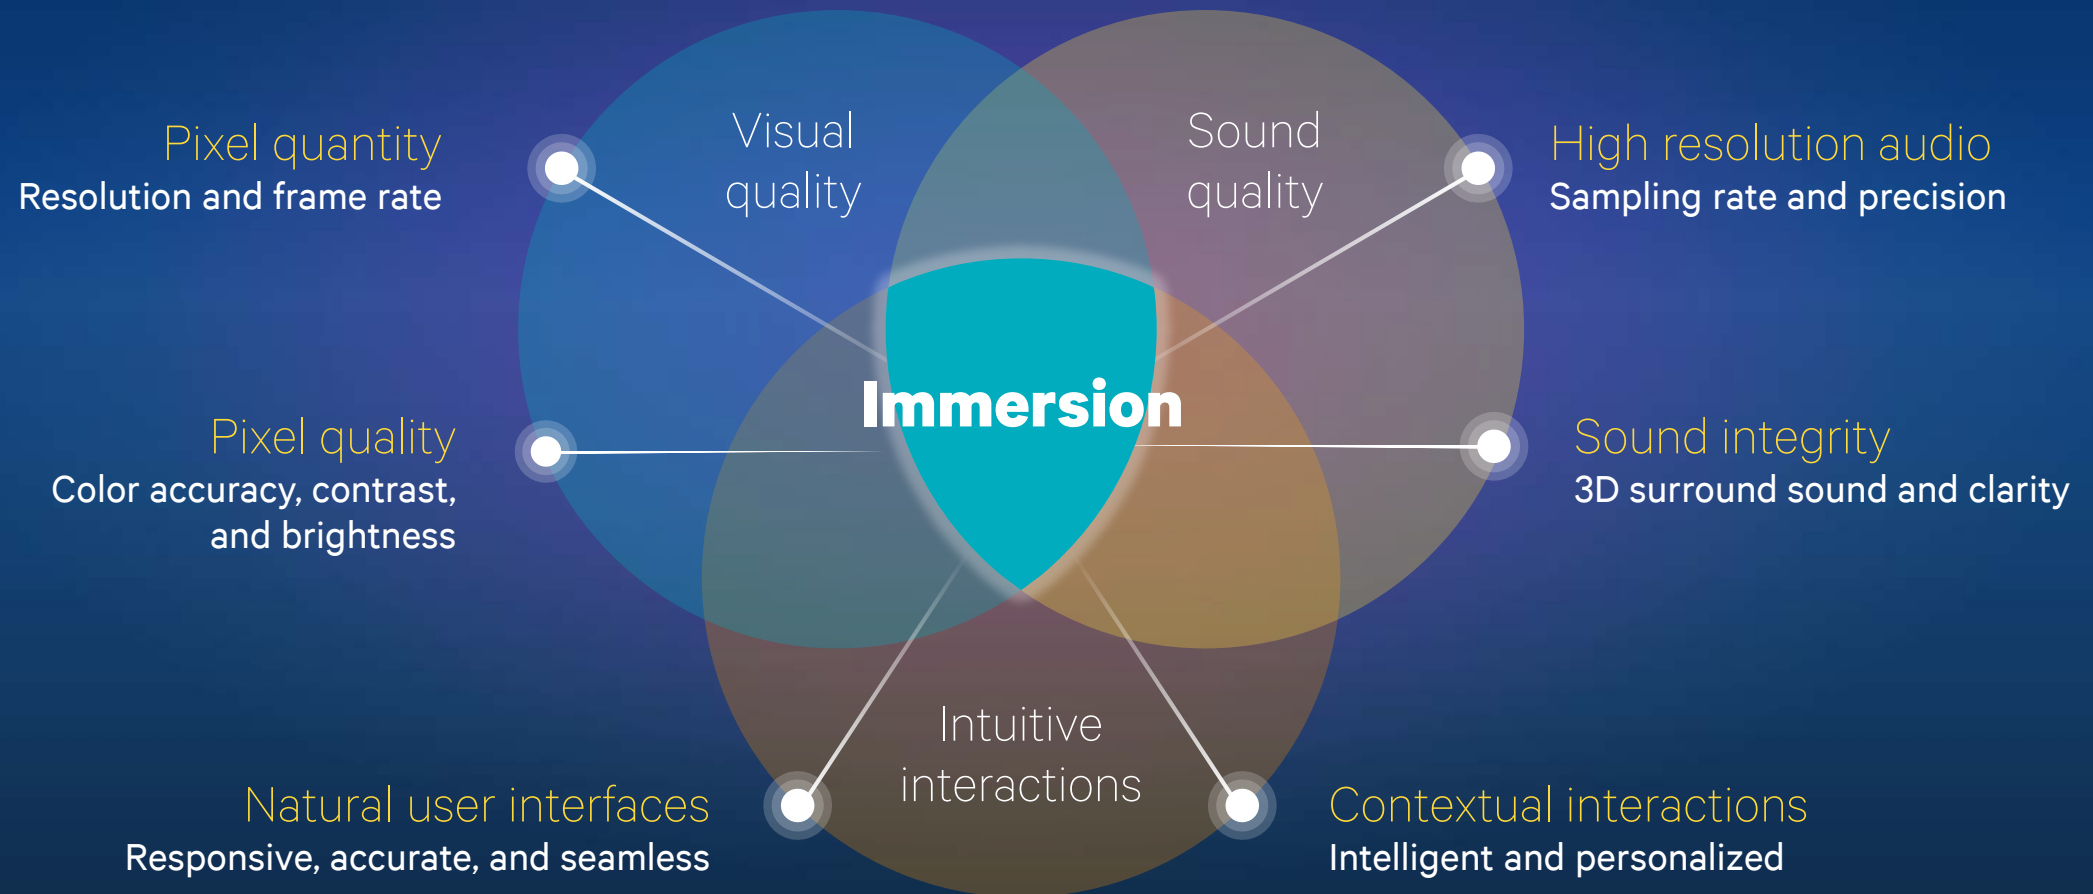 Pixel quantity
Resolution and frame rate
Visual
quality
Sound
quality
High resolution audio
Sampling rate and precision
Immersion
Pixel quality
Color accuracy, contrast,
and brightness
Sound integrity
3D surround sound and clarity
Intuitive
interactions
Natural user interfaces
Responsive, accurate, and seamless
Contextual interactions
Intelligent and personalized